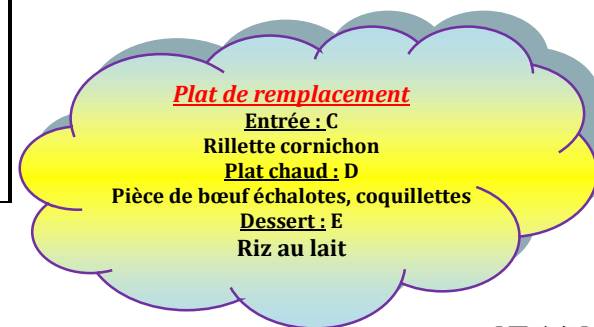 Plat de remplacement
Entrée : C
Rillette cornichon
Plat chaud : D
Pièce de bœuf échalotes, coquillettes
Dessert : E
Riz au lait